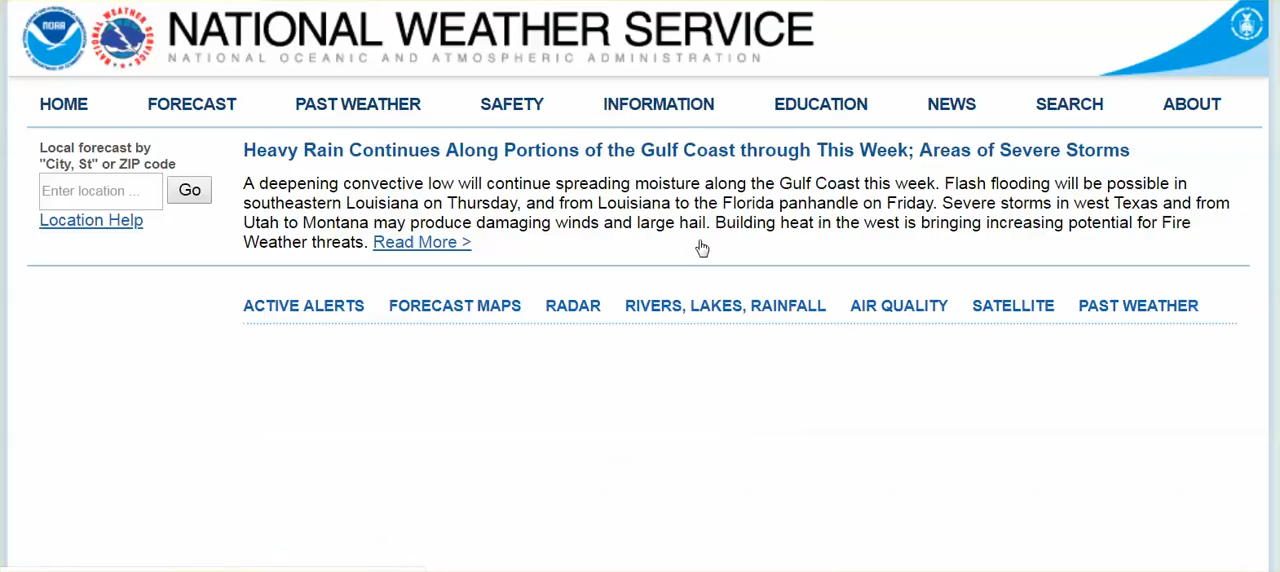 NATIONAL WEATHER SERVICE
NATIONAL OCEANIC AND ATMOSPHERIC ADMINISTRATION
HOME FORECAST PAST WEATHER SAFETY INFORMATION EDUCATION NEWS SEARCH ABOUT
Local forecast by
"City, St" or ZIP code
Enter location ... Go
Location Help
Heavy Rain Continues Along Portions of the Gulf Coast through This Week; Areas of Severe Storms
A deepening convective low will continue spreading moisture along the Gulf Coast this week. Flash flooding will be possible in
southeastern Louisiana on Thursday, and from Louisiana to the Florida panhandle on Friday. Severe storms in west Texas and from
Utah to Montana may produce damaging winds and large hail. Building heat in the west is bringing increasing potential for Fire
Weather threats. Read More >
ACTIVE ALERTS FORECAST MAPS RADAR RIVERS, LAKES, RAINFALL AIR QUALITY SATELLITE PAST WEATHER